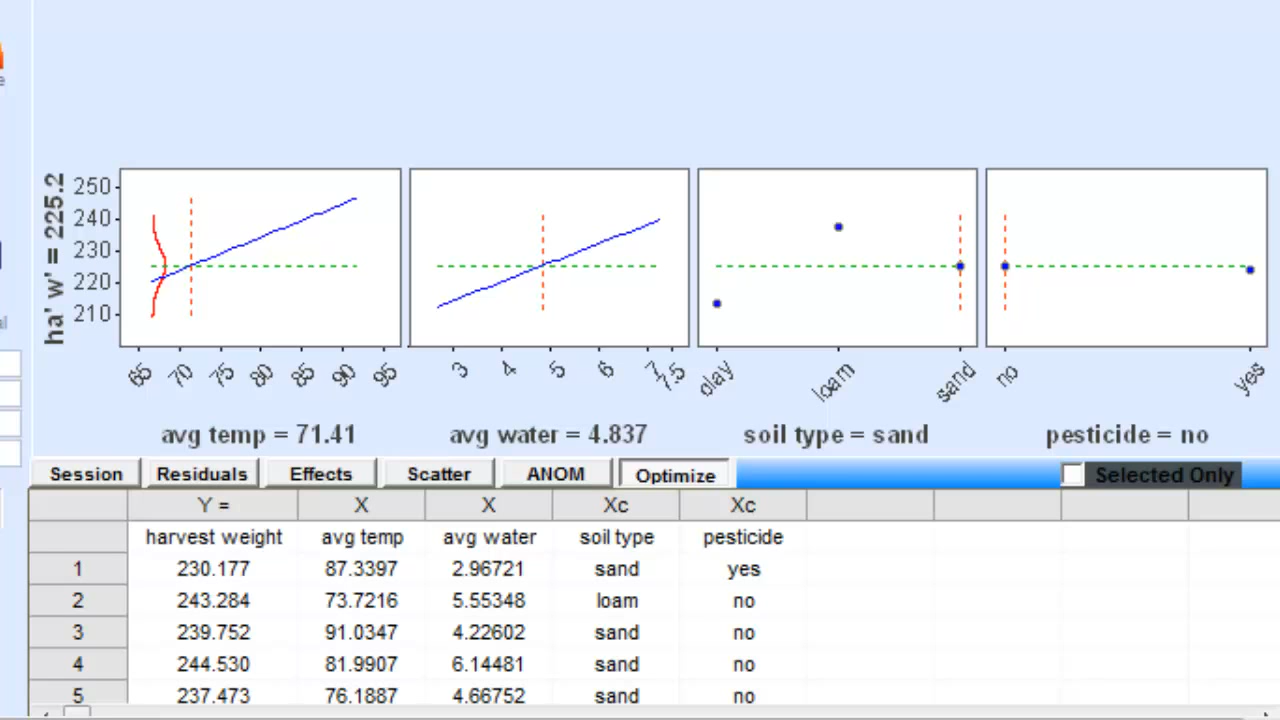 ha' w' = 225.2
250
240
230
220
210
65 70 75 80 85 90 95
3 4 5 6 7 7.5
clay loam sand
no yes
avg temp = 71.41 avg water = 4.837 soil type = sand pesticide = no
Session Residuals Effects Scatter ANOM Optimize Selected Only
Y = X X Xc Xc
harvest weight avg temp avg water soil type pesticide
1 230.177 87.3397 2.96721 sand yes
2 243.284 73.7216 5.55348 loam no
3 239.752 91.0347 4.22602 sand no
4 244.530 81.9907 6.14481 sand no
5 237.473 76.1887 4.66752 sand no